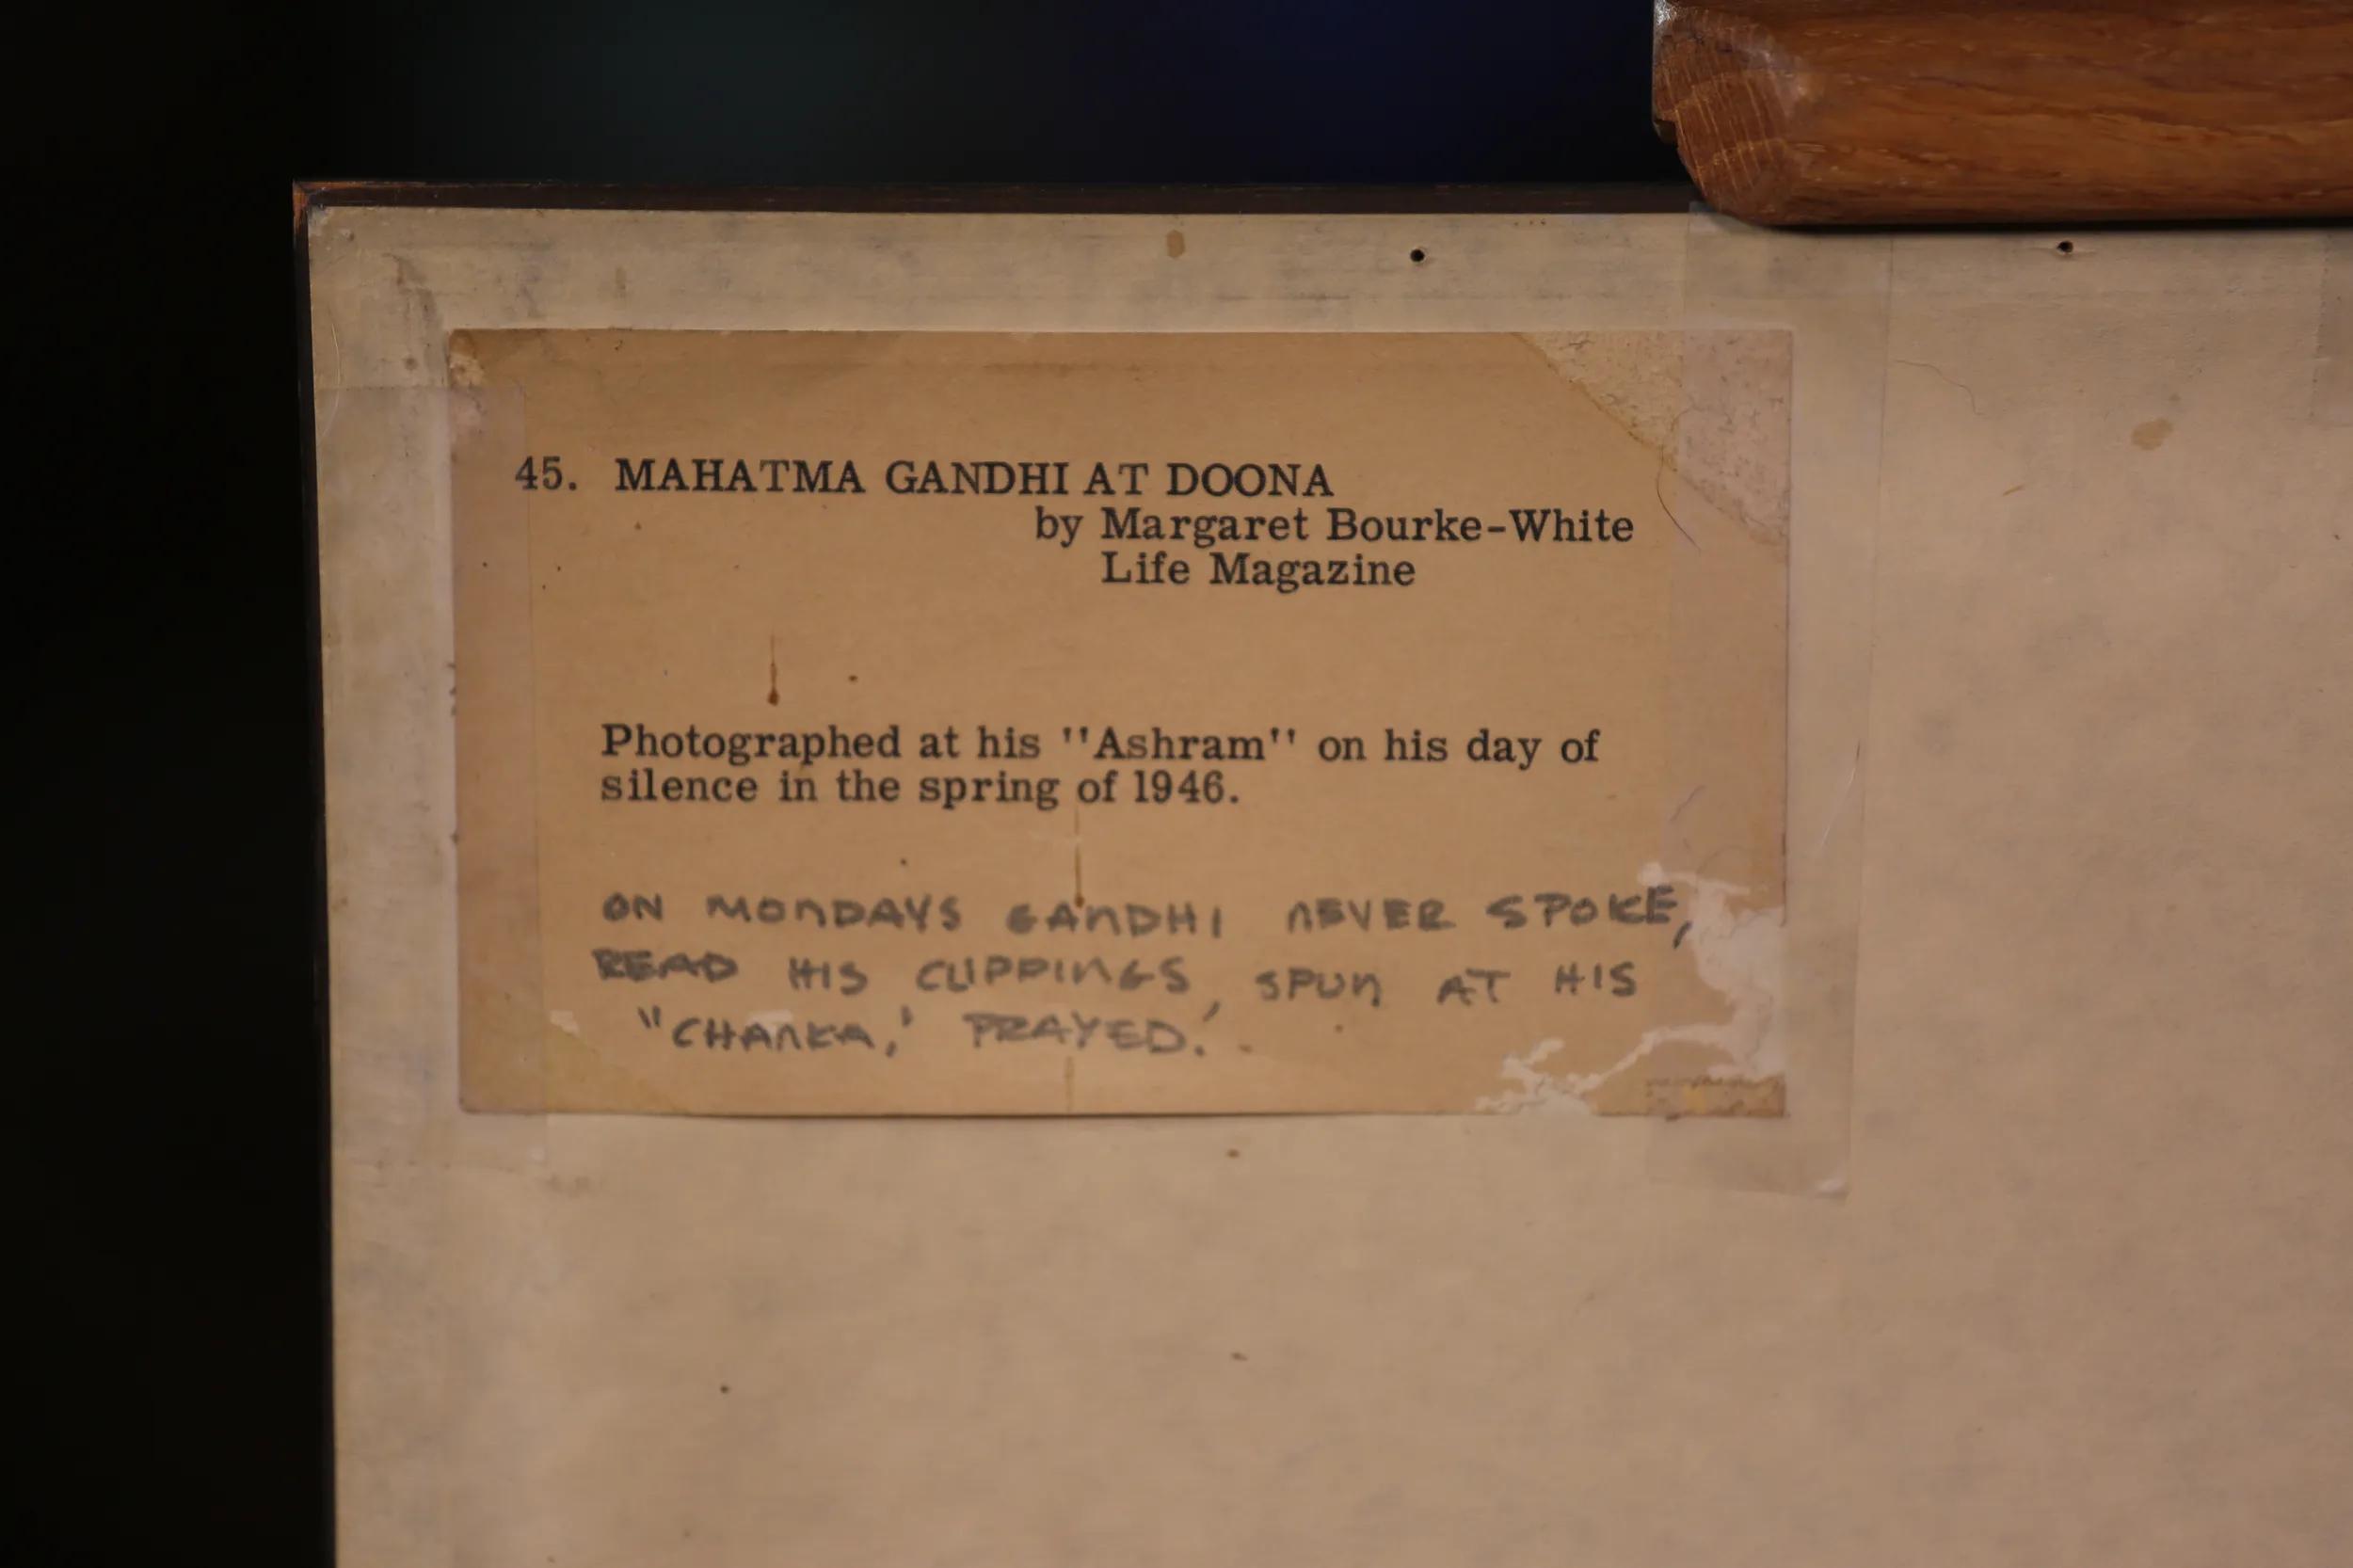 45. MAHATMA GANDHI AT DOONA
by Margaret Bourke-White
Life Magazine
Photographed at his "Ashram" on his day of
silence in the spring of 1946.
ON MONDAYS GANDHI NEVER SPOKE,
READ HIS CLIPPINGS, SPUN AT HIS
"CHANKA," PRAYED.